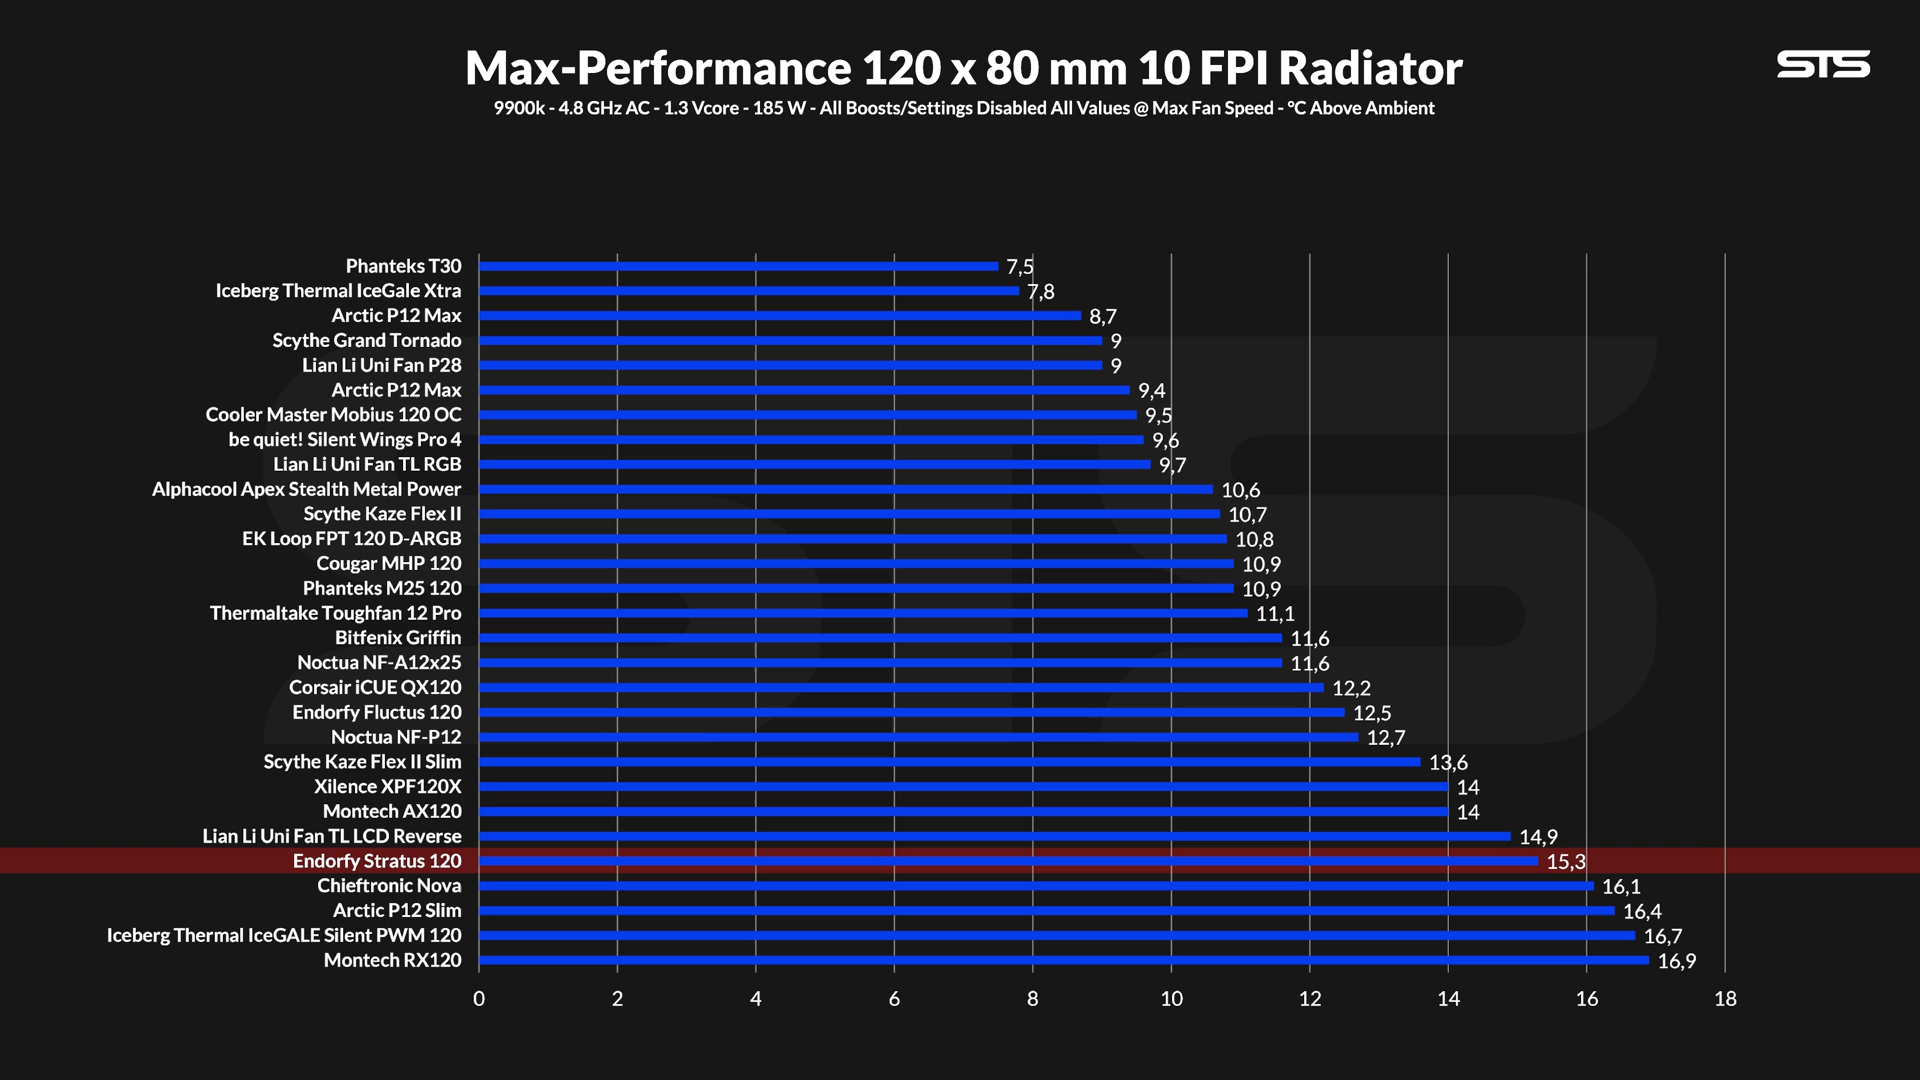 Max-Performance 120 x 80 mm 10 FPI Radiator
STS
9900k - 4.8 GHz AC - 1.3 Vcore - 185 W - All Boosts/Settings Disabled All Values @ Max Fan Speed - °C Above Ambient
Phanteks T30 7,5
Iceberg Thermal IceGale Xtra 7,8
Arctic P12 Max 8,7
Scythe Grand Tornado 9
Lian Li Uni Fan P28 9
Arctic P12 Max 9,4
Cooler Master Mobius 120 OC 9,5
be quiet! Silent Wings Pro 4 9,6
Lian Li Uni Fan TL RGB 9,7
Alphacool Apex Stealth Metal Power 10,6
Scythe Kaze Flex II 10,7
EK Loop FPT 120 D-ARGB 10,8
Cougar MHP 120 10,9
Phanteks M25 120 10,9
Thermaltake Toughfan 12 Pro 11,1
Bitfenix Griffin 11,6
Noctua NF-A12x25 11,6
Corsair iCUE QX120 12,2
Endorfy Fluctus 120 12,5
Noctua NF-P12 12,7
Scythe Kaze Flex II Slim 13,6
Xilence XPF120X 14
Montech AX120 14
Lian Li Uni Fan TL LCD Reverse 14,9
Endorfy Stratus 120 15,3
Chieftronic Nova 16,1
Arctic P12 Slim 16,4
Iceberg Thermal IceGALE Silent PWM 120 16,7
Montech RX120 16,9
0 2 4 6 8 10 12 14 16 18